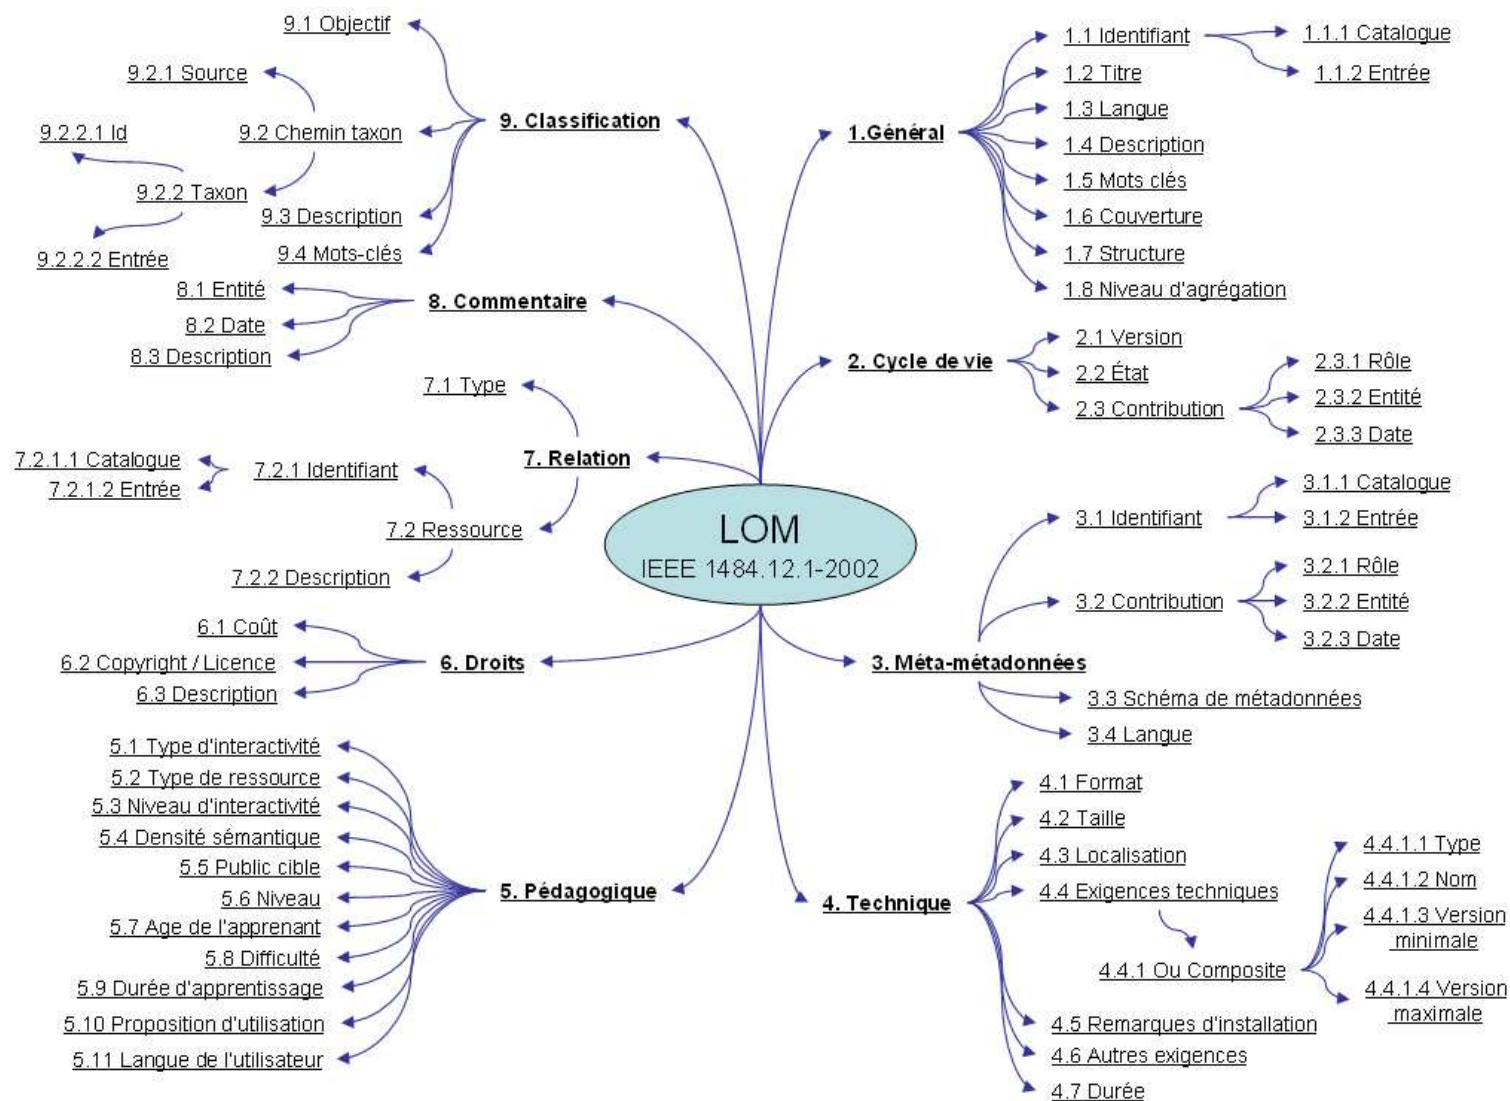 LOM
IEEE 1484.12.1-2002
1.Général
1.1 Identifiant
1.1.1 Catalogue
1.1.2 Entrée
1.2 Titre
1.3 Langue
1.4 Description
1.5 Mots clés
1.6 Couverture
1.7 Structure
1.8 Niveau d'agrégation
2. Cycle de vie
2.1 Version
2.2 État
2.3 Contribution
2.3.1 Rôle
2.3.2 Entité
2.3.3 Date
3. Méta-métadonnées
3.1 Identifiant
3.1.1 Catalogue
3.1.2 Entrée
3.2 Contribution
3.2.1 Rôle
3.2.2 Entité
3.2.3 Date
3.3 Schéma de métadonnées
3.4 Langue
4. Technique
4.1 Format
4.2 Taille
4.3 Localisation
4.4 Exigences techniques
4.4.1 Ou Composite
4.4.1.1 Type
4.4.1.2 Nom
4.4.1.3 Version
minimale
4.4.1.4 Version
maximale
4.5 Remarques d'installation
4.6 Autres exigences
4.7 Durée
5. Pédagogique
5.1 Type d'interactivité
5.2 Type de ressource
5.3 Niveau d'interactivité
5.4 Densité sémantique
5.5 Public cible
5.6 Niveau
5.7 Age de l'apprenant
5.8 Difficulté
5.9 Durée d'apprentissage
5.10 Proposition d'utilisation
5.11 Langue de l'utilisateur
6. Droits
6.1 Coût
6.2 Copyright / Licence
6.3 Description
7. Relation
7.1 Type
7.2 Ressource
7.2.1 Identifiant
7.2.1.1 Catalogue
7.2.1.2 Entrée
7.2.2 Description
8. Commentaire
8.1 Entité
8.2 Date
8.3 Description
9. Classification
9.1 Objectif
9.2 Chemin taxon
9.2.1 Source
9.2.2 Taxon
9.2.2.1 Id
9.2.2.2 Entrée
9.3 Description
9.4 Mots-clés